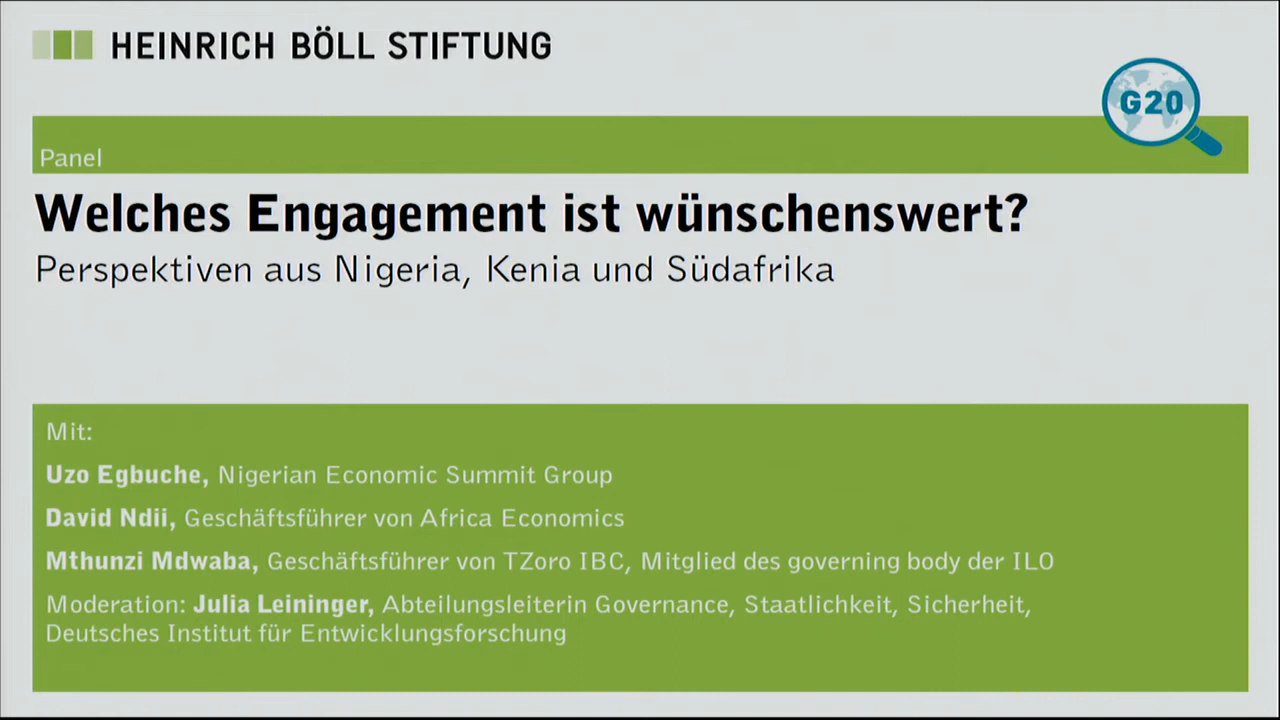 HEINRICH BÖLL STIFTUNG
G20
Panel
Welches Engagement ist wünschenswert?
Perspektiven aus Nigeria, Kenia und Südafrika
Mit:
Uzo Egbuche, Nigerian Economic Summit Group
David Ndii, Geschäftsführer von Africa Economics
Mthunzi Mdwaba, Geschäftsführer von TZoro IBC, Mitglied des governing body der ILO
Moderation: Julia Leininger, Abteilungsleiterin Governance, Staatlichkeit, Sicherheit,
Deutsches Institut für Entwicklungsforschung